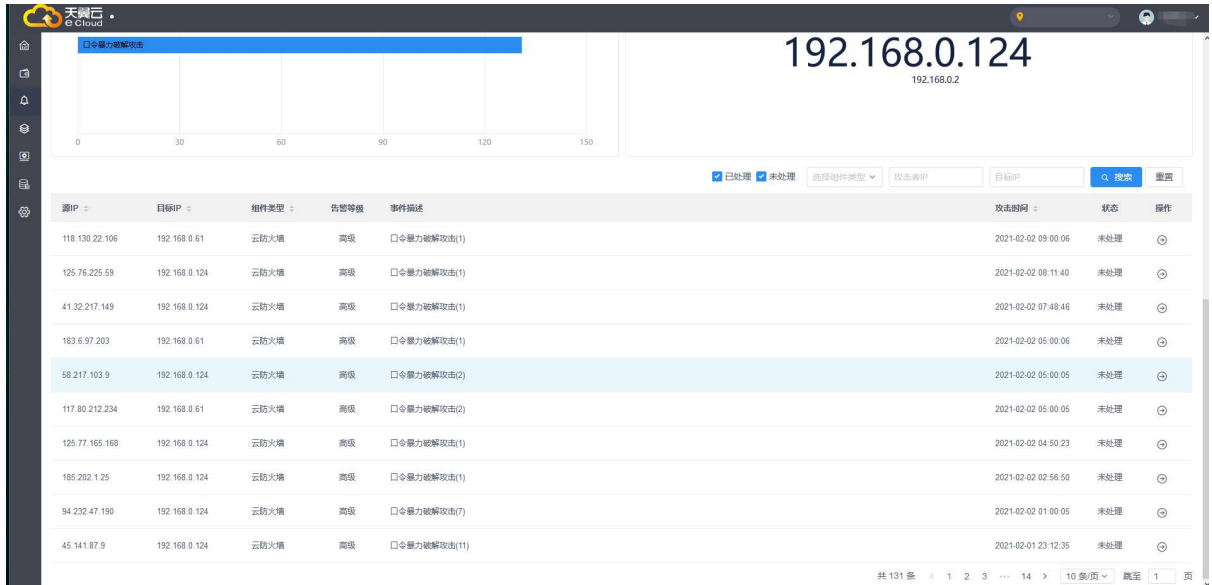 天翼云
e Cloud
口令暴力破解攻击
0 30 60 90 120 150
192.168.0.124
192.168.0.2
已处理 未处理 选择组件类型 攻击者IP 目标IP 搜索 重置
源IP 目标IP 组件类型 告警等级 事件描述 攻击时间 状态 操作
118.130.22.106 192.168.0.61 云防火墙 高级 口令暴力破解攻击(1) 2021-02-02 09:00:06 未处理
125.76.225.59 192.168.0.124 云防火墙 高级 口令暴力破解攻击(1) 2021-02-02 08:11:40 未处理
41.32.217.149 192.168.0.124 云防火墙 高级 口令暴力破解攻击(1) 2021-02-02 07:48:46 未处理
183.6.97.203 192.168.0.61 云防火墙 高级 口令暴力破解攻击(1) 2021-02-02 05:00:06 未处理
58.217.103.9 192.168.0.124 云防火墙 高级 口令暴力破解攻击(2) 2021-02-02 05:00:05 未处理
117.80.212.234 192.168.0.61 云防火墙 高级 口令暴力破解攻击(2) 2021-02-02 05:00:05 未处理
125.77.165.168 192.168.0.124 云防火墙 高级 口令暴力破解攻击(1) 2021-02-02 04:50:23 未处理
185.202.1.25 192.168.0.124 云防火墙 高级 口令暴力破解攻击(1) 2021-02-02 02:56:50 未处理
94.232.47.190 192.168.0.124 云防火墙 高级 口令暴力破解攻击(7) 2021-02-02 01:00:05 未处理
45.141.87.9 192.168.0.124 云防火墙 高级 口令暴力破解攻击(11) 2021-02-01 23:12:35 未处理
共 131 条 < 1 2 3 ··· 14 > 10 条/页 跳至 1 页